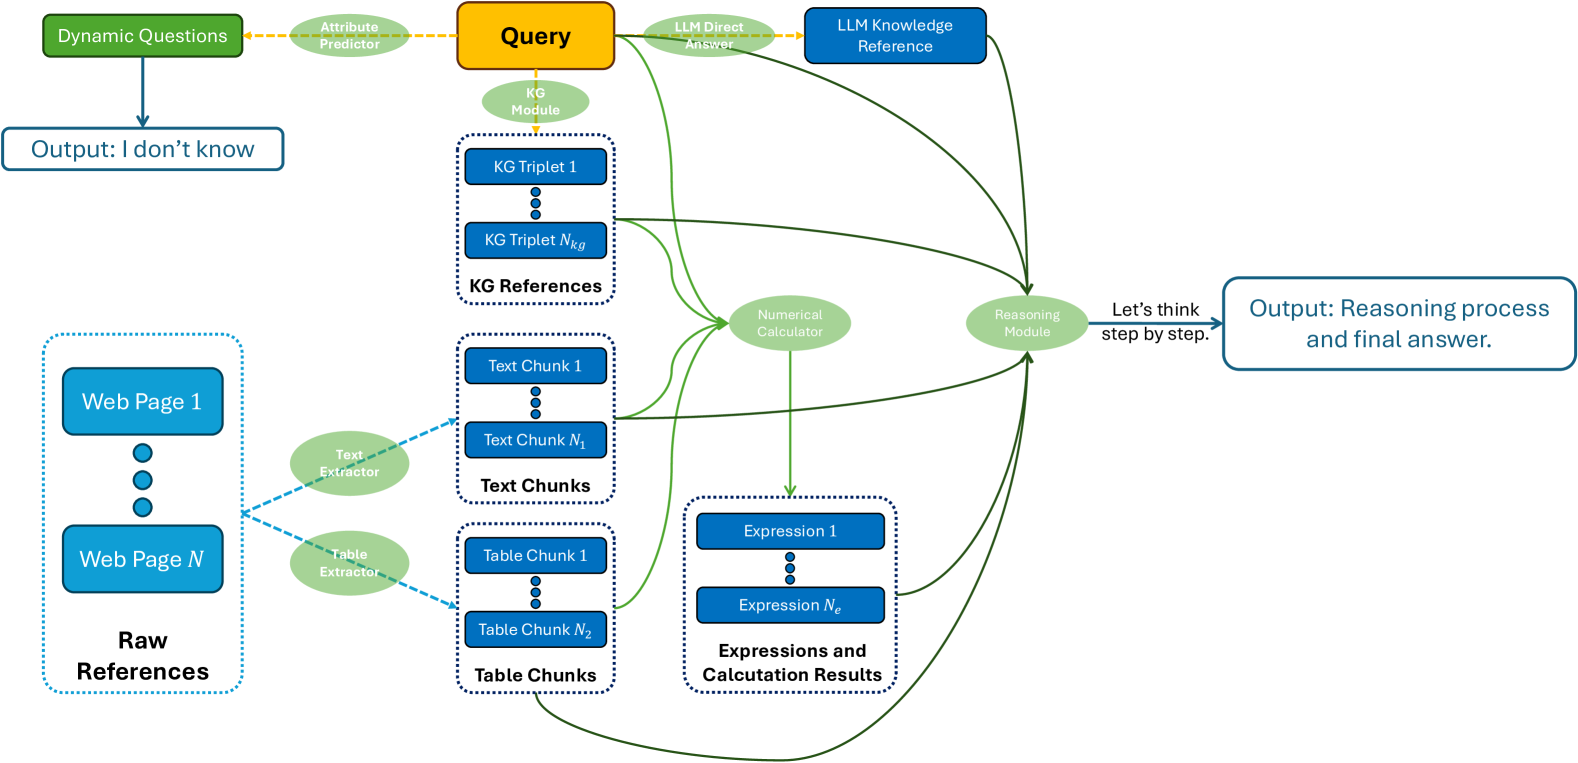 Dynamic Questions
Attribute
Predictor
Query
LLM Direct
Answer
LLM Knowledge
Reference
KG
Module
Output: I don't know
KG Triplet 1
KG Triplet N_{kg}
KG References
Numerical
Calculator
Reasoning
Module
Let's think
step by step.
Output: Reasoning process
and final answer.
Web Page 1
Web Page N
Raw
References
Text
Extractor
Table
Extractor
Text Chunk 1
Text Chunk N_1
Text Chunks
Table Chunk 1
Table Chunk N_2
Table Chunks
Expression 1
Expression N_e
Expressions and
Calcutation Results